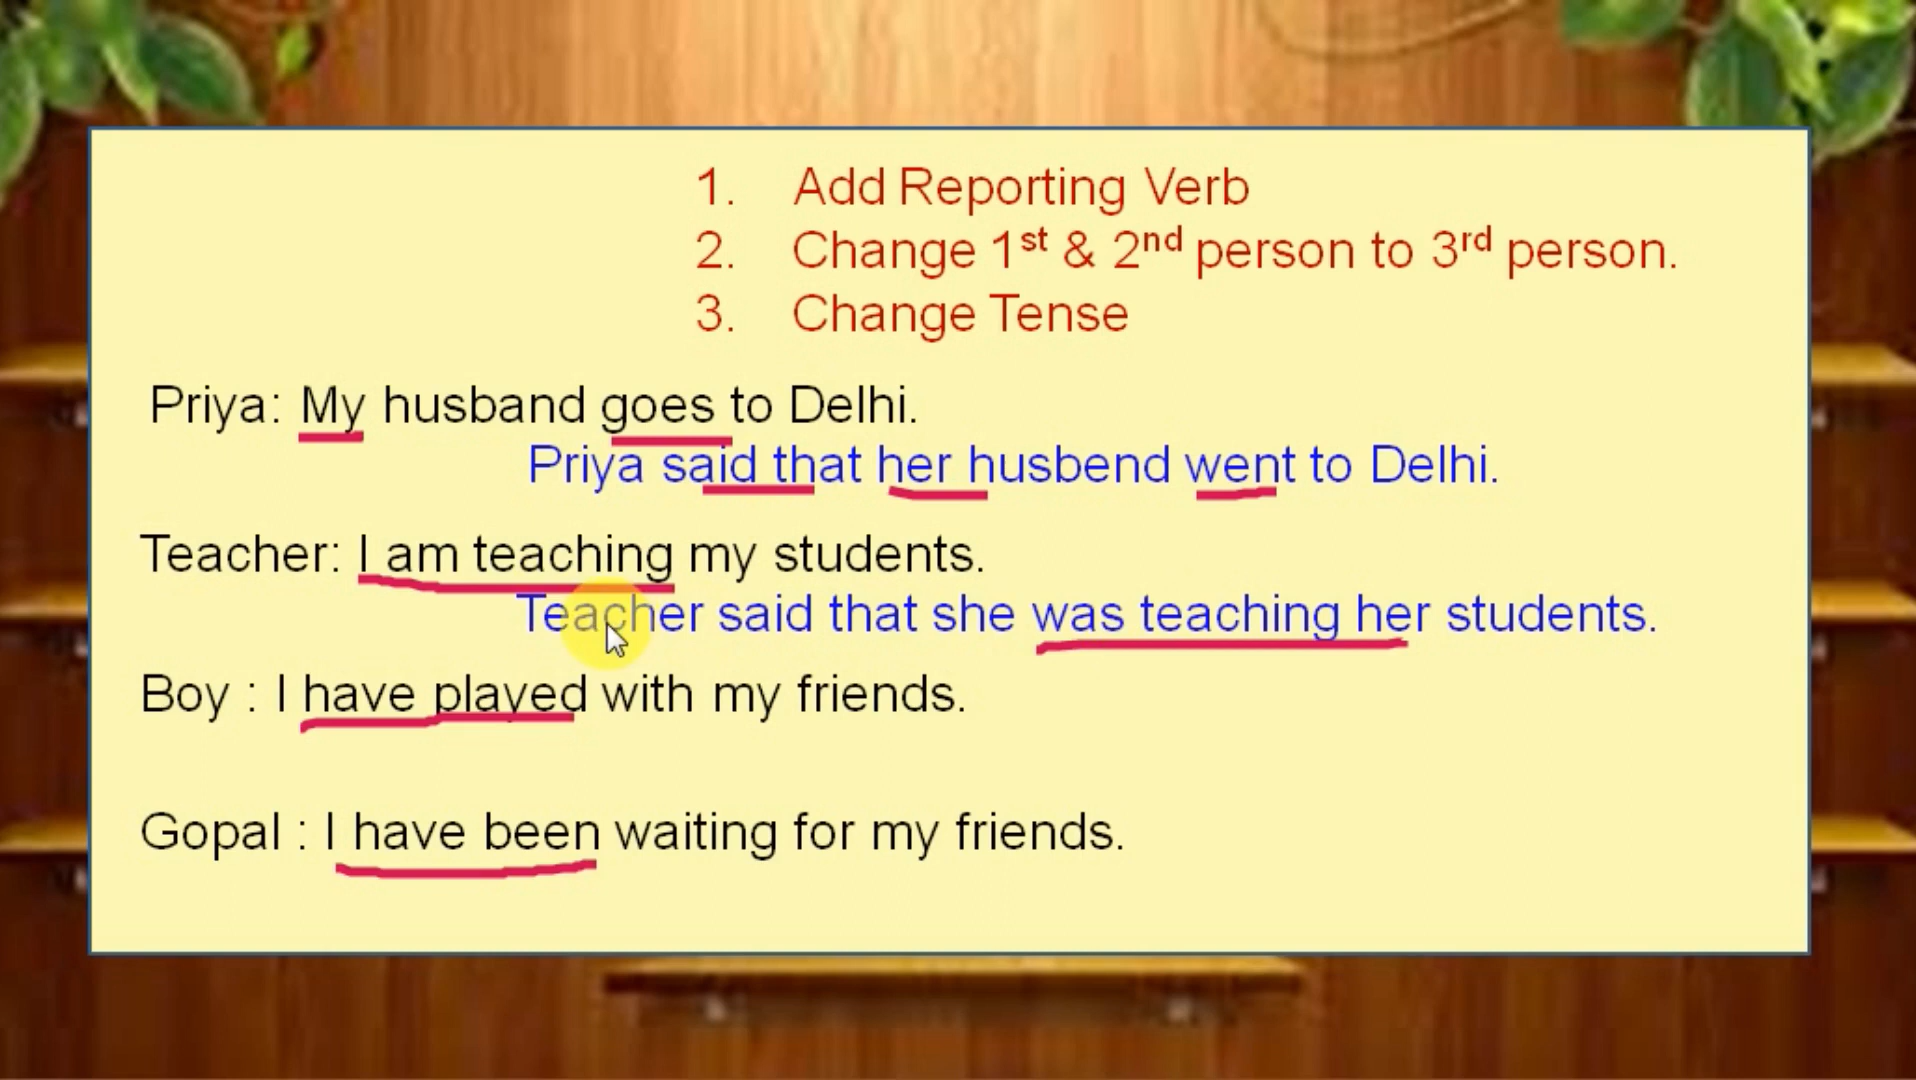 1. Add Reporting Verb
2. Change 1st & 2nd person to 3rd person.
3. Change Tense
Priya: My husband goes to Delhi.
Priya said that her husbend went to Delhi.
Teacher: I am teaching my students.
Teacher said that she was teaching her students.
Boy : I have played with my friends.
Gopal : I have been waiting for my friends.